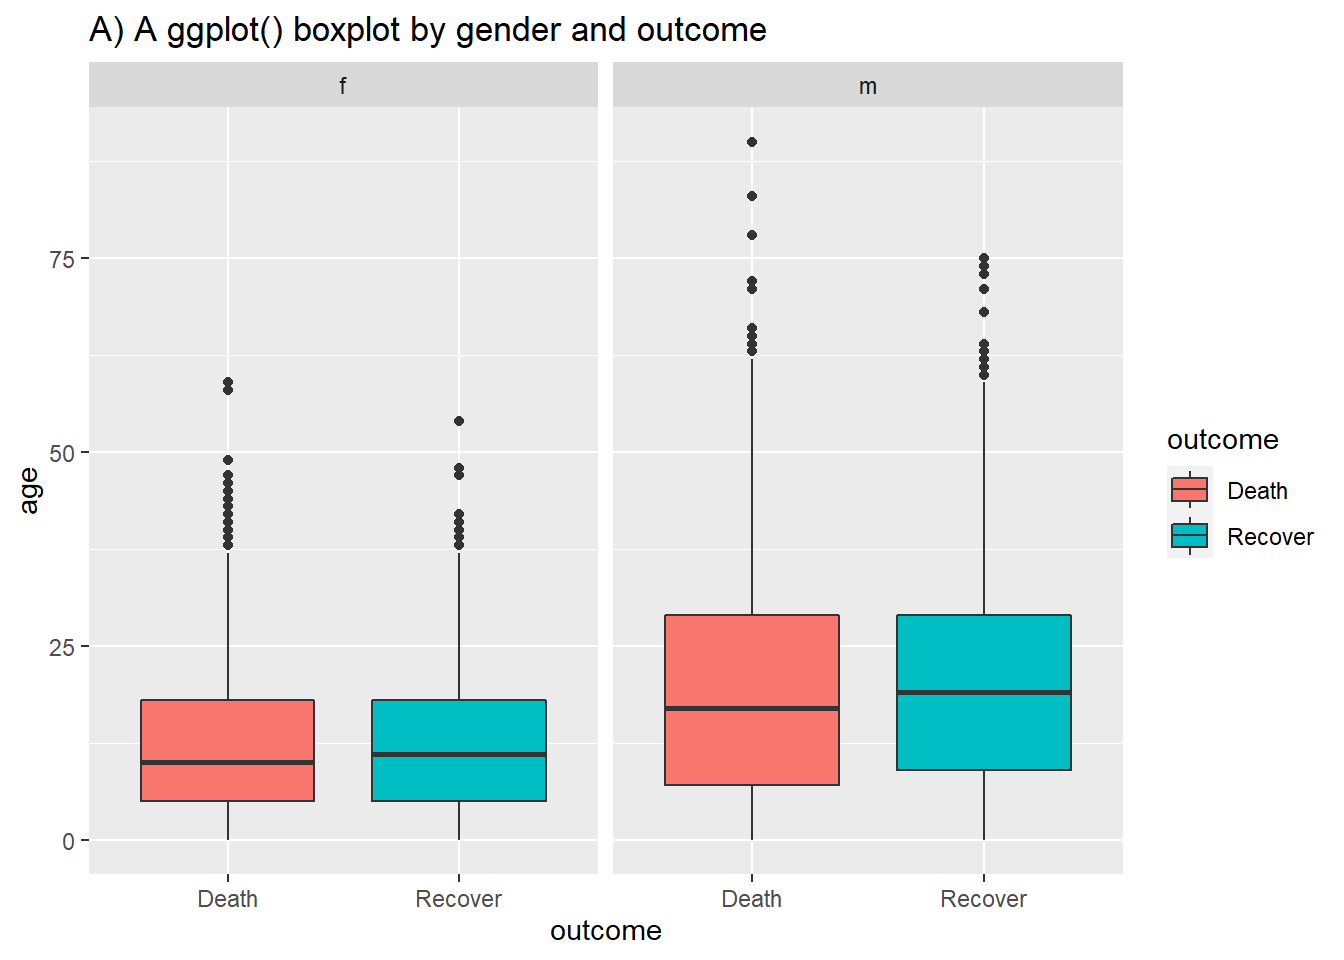 A) A ggplot() boxplot by gender and outcome
f
m
age
75
50
25
0
Death
Recover
Death
Recover
outcome
outcome
Death
Recover